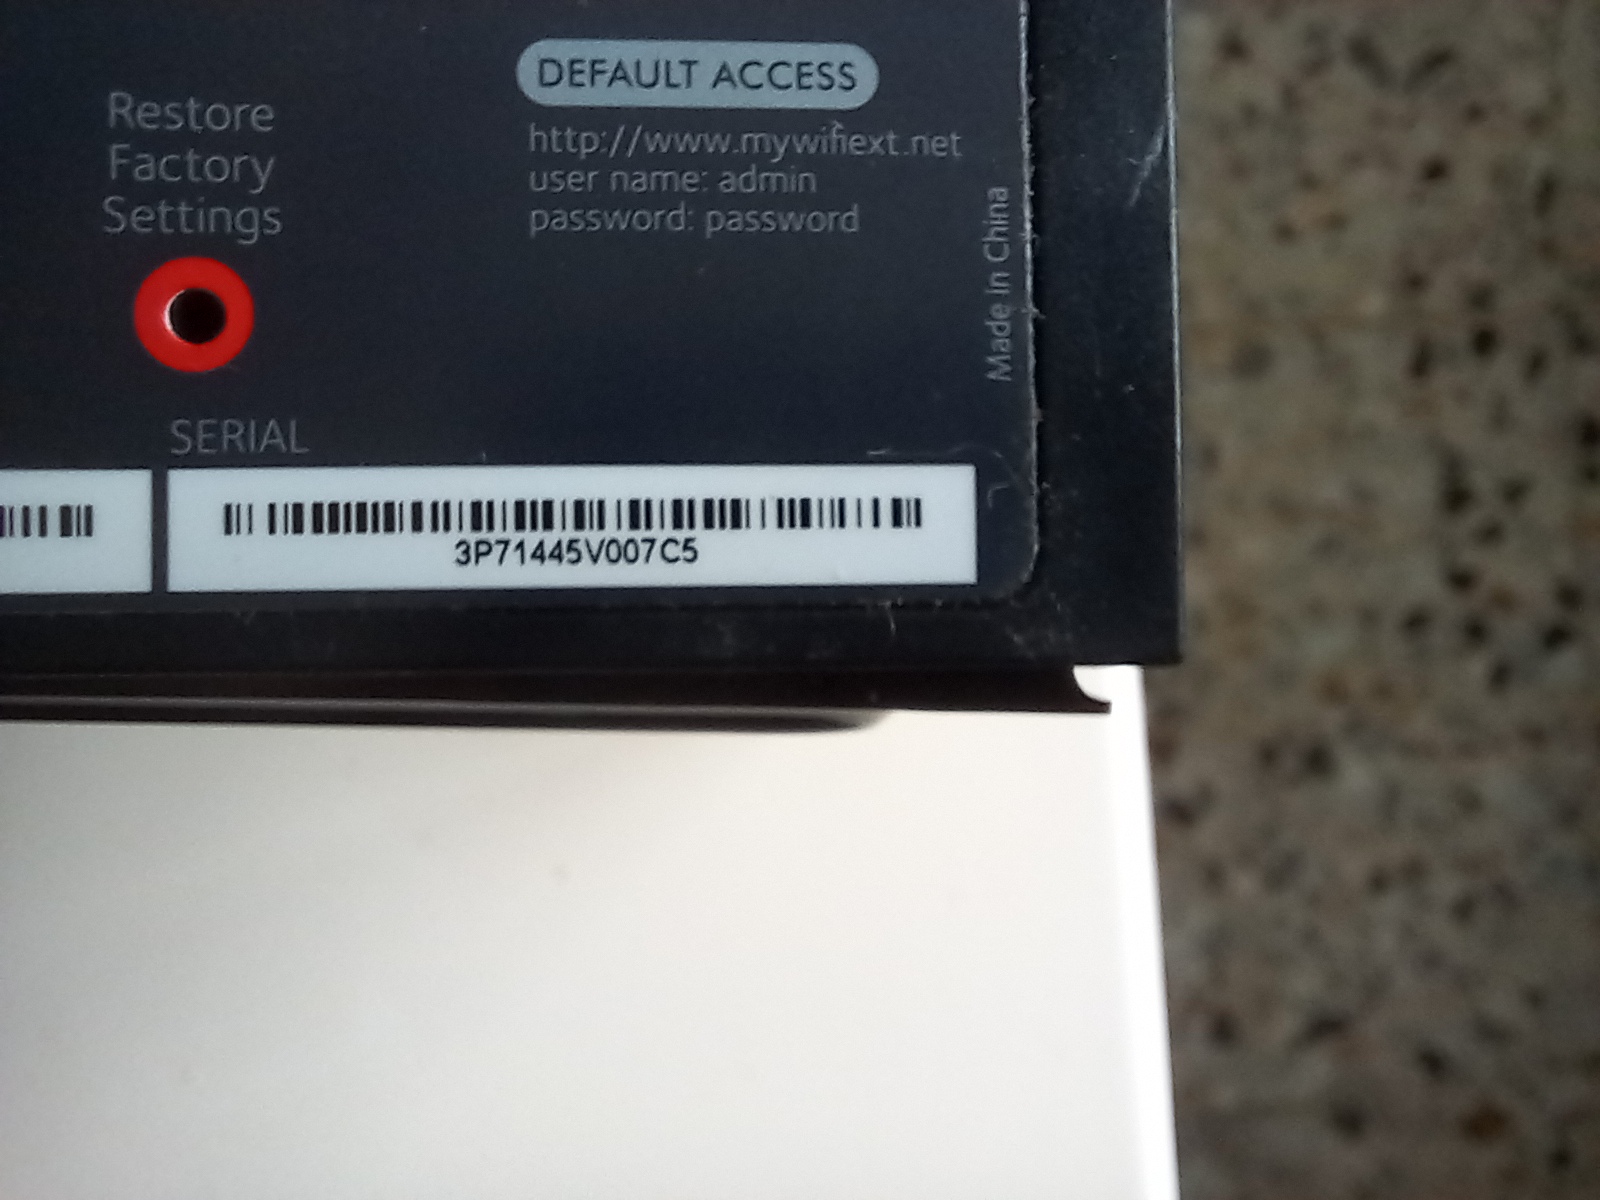 Restore
Factory
Settings
DEFAULT ACCESS
http://www.mywifiext.net
user name: admin
password: password
Made in China
SERIAL
3P71445V007C5